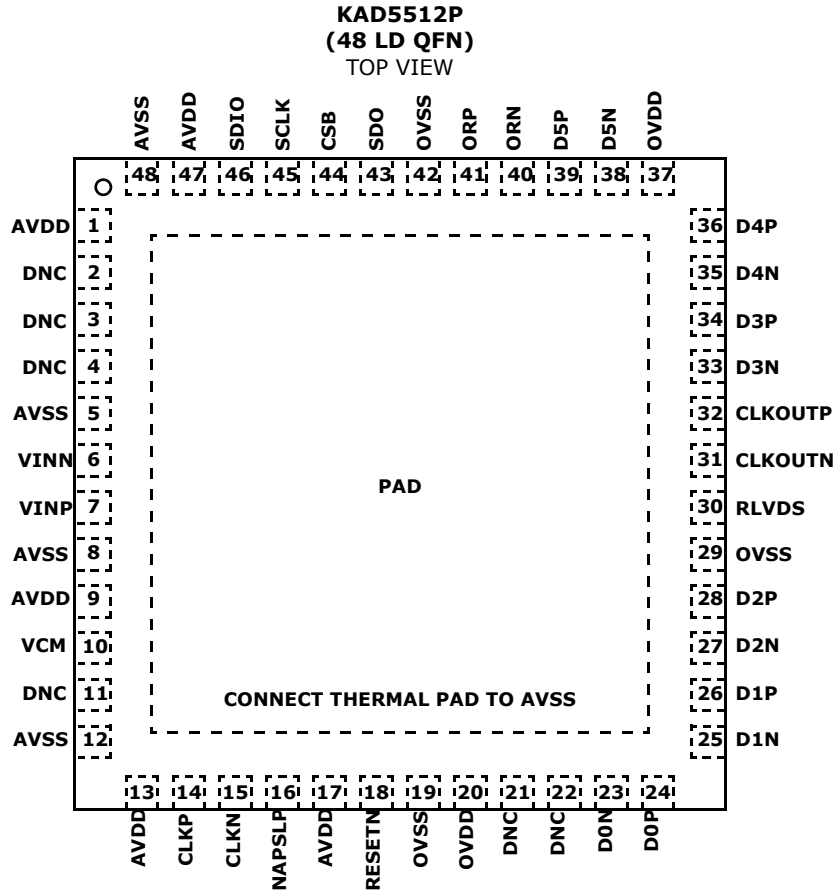 KAD5512P
(48 LD QFN)
TOP VIEW
AVSS
AVDD
SDIO
SCLK
CSB
SDO
OVSS
ORP
ORN
D5P
D5N
OVDD
48 47 46 45 44 43 42 41 40 39 38 37
AVDD 1
DNC 2
DNC 3
DNC 4
AVSS 5
VINN 6
VINP 7
AVSS 8
AVDD 9
VCM 10
DNC 11
AVSS 12
36 D4P
35 D4N
34 D3P
33 D3N
32 CLKOUTP
31 CLKOUTN
30 RLVDS
29 OVSS
28 D2P
27 D2N
26 D1P
25 D1N
PAD
CONNECT THERMAL PAD TO AVSS
13 14 15 16 17 18 19 20 21 22 23 24
AVDD
CLKP
CLKN
NAPSLP
AVDD
RESETN
OVSS
OVDD
DNC
DNC
D0N
D0P